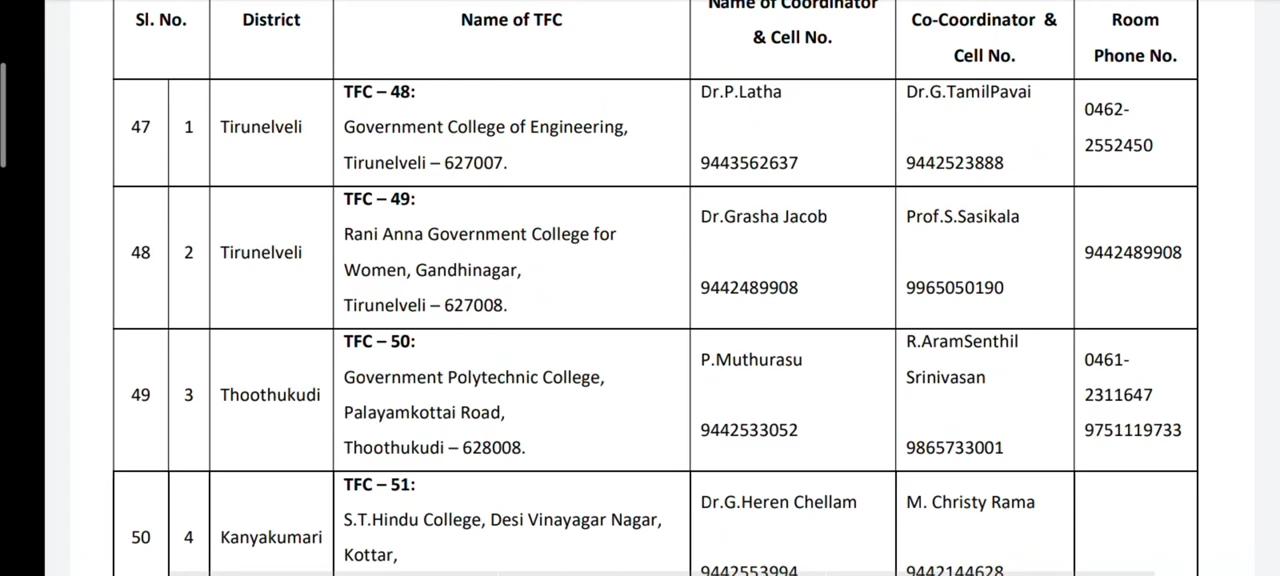 Name of Coordinator
Sl. No. District Name of TFC & Cell No. Co-Coordinator & Cell No. Room Phone No.
47 1 Tirunelveli
TFC – 48:
Government College of Engineering,
Tirunelveli – 627007.
Dr.P.Latha
9443562637
Dr.G.TamilPavai
9442523888
0462-
2552450
48 2 Tirunelveli
TFC – 49:
Rani Anna Government College for
Women, Gandhinagar,
Tirunelveli – 627008.
Dr.Grasha Jacob
9442489908
Prof.S.Sasikala
9965050190
9442489908
49 3 Thoothukudi
TFC – 50:
Government Polytechnic College,
Palayamkottai Road,
Thoothukudi – 628008.
P.Muthurasu
9442533052
R.AramSenthil
Srinivasan
9865733001
0461-
2311647
9751119733
50 4 Kanyakumari
TFC – 51:
S.T.Hindu College, Desi Vinayagar Nagar,
Kottar,
Dr.G.Heren Chellam
9442553994
M. Christy Rama
9442144628